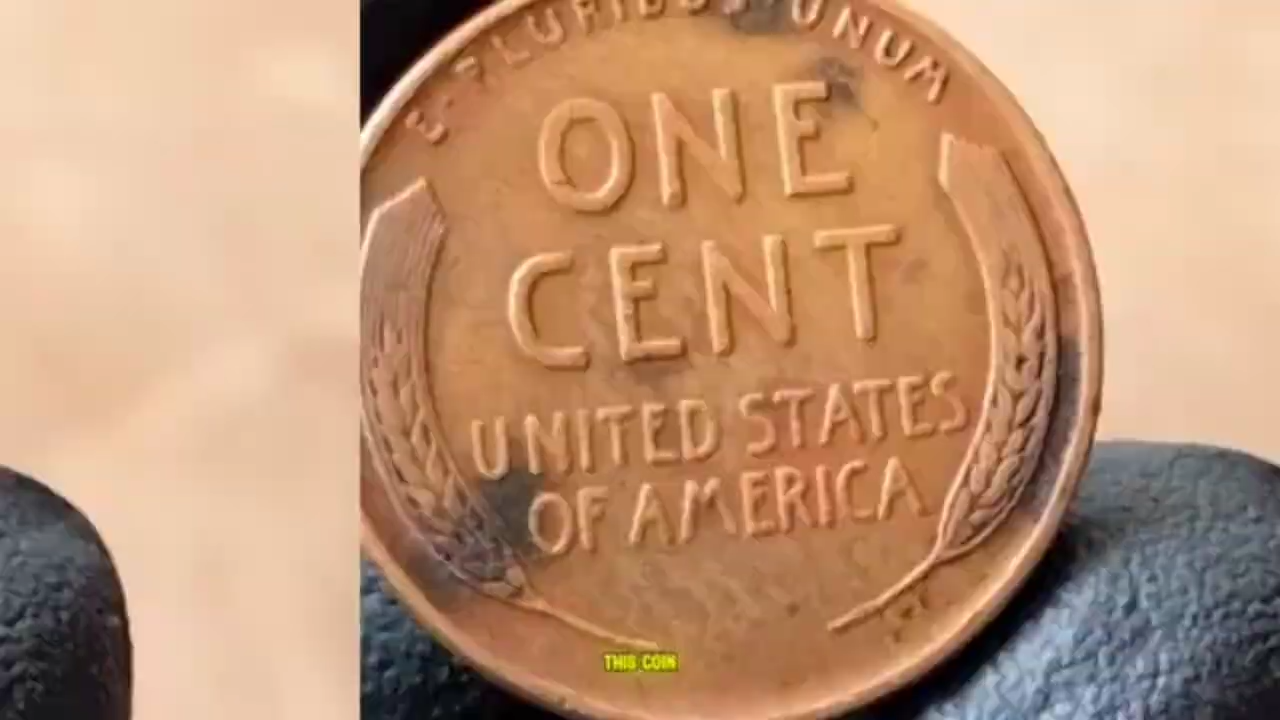 E · PLURIBUS · UNUM
ONE
CENT
UNITED STATES
OF AMERICA
THIS COIN